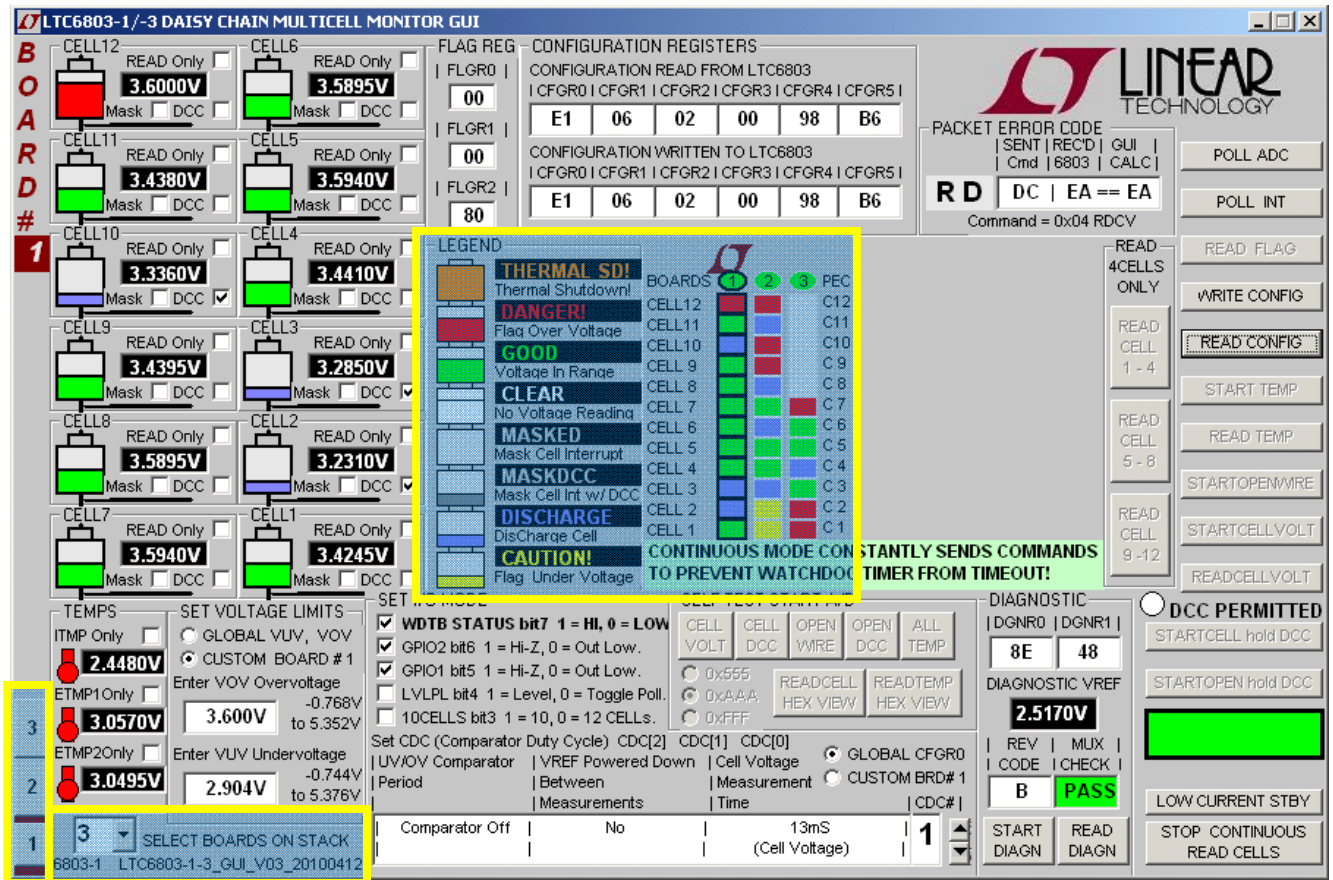 LTC6803-1/-3 DAISY CHAIN MULTICELL MONITOR GUI
BOARD# 1
CELL12
READ Only
3.6000V
Mask DCC
CELL6
READ Only
3.5895V
Mask DCC
CELL11
READ Only
3.4380V
Mask DCC
CELL5
READ Only
3.5940V
Mask DCC
CELL10
READ Only
3.3360V
Mask DCC
CELL4
READ Only
3.4410V
Mask DCC
CELL9
READ Only
3.4395V
Mask DCC
CELL3
READ Only
3.2850V
Mask DCC
CELL8
READ Only
3.5895V
Mask DCC
CELL2
READ Only
3.2310V
Mask DCC
CELL7
READ Only
3.5940V
Mask DCC
CELL1
READ Only
3.4245V
Mask DCC
FLAG REG
| FLGR0 |
00
| FLGR1 |
00
| FLGR2 |
80
CONFIGURATION REGISTERS
CONFIGURATION READ FROM LTC6803
| CFGR0 | CFGR1 | CFGR2 | CFGR3 | CFGR4 | CFGR5 |
E1 06 02 00 98 B6
CONFIGURATION WRITTEN TO LTC6803
| CFGR0 | CFGR1 | CFGR2 | CFGR3 | CFGR4 | CFGR5 |
E1 06 02 00 98 B6
LINEAR
TECHNOLOGY
PACKET ERROR CODE
| SENT | REC'D | GUI |
| Cmd | 6803 | CALC |
R D DC | EA == EA
Command = 0x04 RDCV
POLL ADC
POLL INT
READ FLAG
WRITE CONFIG
READ CONFIG
START TEMP
READ TEMP
STARTOPENWIRE
STARTCELLVOLT
READCELLVOLT
READ
4CELLS
ONLY
READ
CELL
1 - 4
READ
CELL
5 - 8
READ
CELL
9 -12
LEGEND
THERMAL SD!
Thermal Shutdown!
DANGER!
Flag Over Voltage
GOOD
Voltage In Range
CLEAR
No Voltage Reading
MASKED
Mask Cell Interrupt
MASKDCC
Mask Cell Int w/ DCC
DISCHARGE
DisCharge Cell
CAUTION!
Flag Under Voltage
BOARDS 1 2 3 PEC
CELL12 C12
CELL11 C11
CELL10 C10
CELL 9 C 9
CELL 8 C 8
CELL 7 C 7
CELL 6 C 6
CELL 5 C 5
CELL 4 C 4
CELL 3 C 3
CELL 2 C 2
CELL 1 C 1
CONTINUOUS MODE CONSTANTLY SENDS COMMANDS
TO PREVENT WATCHDOG TIMER FROM TIMEOUT!
TEMPS
ITMP Only
2.4480V
ETMP1Only
3.0570V
ETMP2Only
3.0495V
SET VOLTAGE LIMITS
GLOBAL VUV, VOV
CUSTOM BOARD # 1
Enter VOV Overvoltage
3.600V
-0.768V
to 5.352V
Enter VUV Undervoltage
2.904V
-0.744V
to 5.376V
3
2
1
3 SELECT BOARDS ON STACK
6803-1 LTC6803-1-3_GUI_V03_20100412
WDTB STATUS bit7 1 = HI, 0 = LOW
GPIO2 bit6 1 = Hi-Z, 0 = Out Low.
GPIO1 bit5 1 = Hi-Z, 0 = Out Low.
LVLPL bit4 1 = Level, 0 = Toggle Poll.
10CELLS bit3 1 = 10, 0 = 12 CELLs.
CELL
VOLT
CELL
DCC
OPEN
WIRE
OPEN
DCC
ALL
TEMP
0x555
0xAAA
0xFFF
READCELL
HEX VIEW
READTEMP
HEX VIEW
Set CDC (Comparator Duty Cycle) CDC[2] CDC[1] CDC[0]
GLOBAL CFGR0
CUSTOM BRD# 1
| UV/OV Comparator | VREF Powered Down | Cell Voltage
| Period | Between | Measurement
| | Measurements | Time | CDC# |
| Comparator Off | No | 13mS | 1
| | | (Cell Voltage) |
DIAGNOSTIC
| DGNR0 | DGNR1 |
8E 48
DIAGNOSTIC VREF
2.5170V
| REV | MUX |
| CODE | CHECK |
B PASS
START
DIAGN
READ
DIAGN
DCC PERMITTED
STARTCELL hold DCC
STARTOPEN hold DCC
LOW CURRENT STBY
STOP CONTINUOUS
READ CELLS